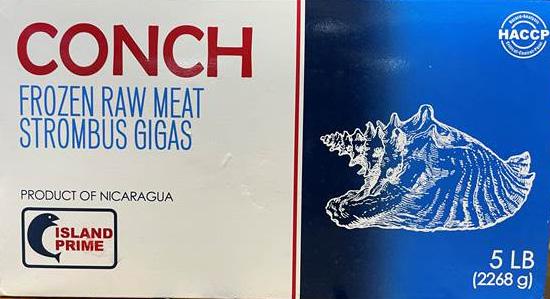 CONCH
FROZEN RAW MEAT
STROMBUS GIGAS
PRODUCT OF NICARAGUA
ISLAND
PRIME
HACCP
5 LB
(2268 g)